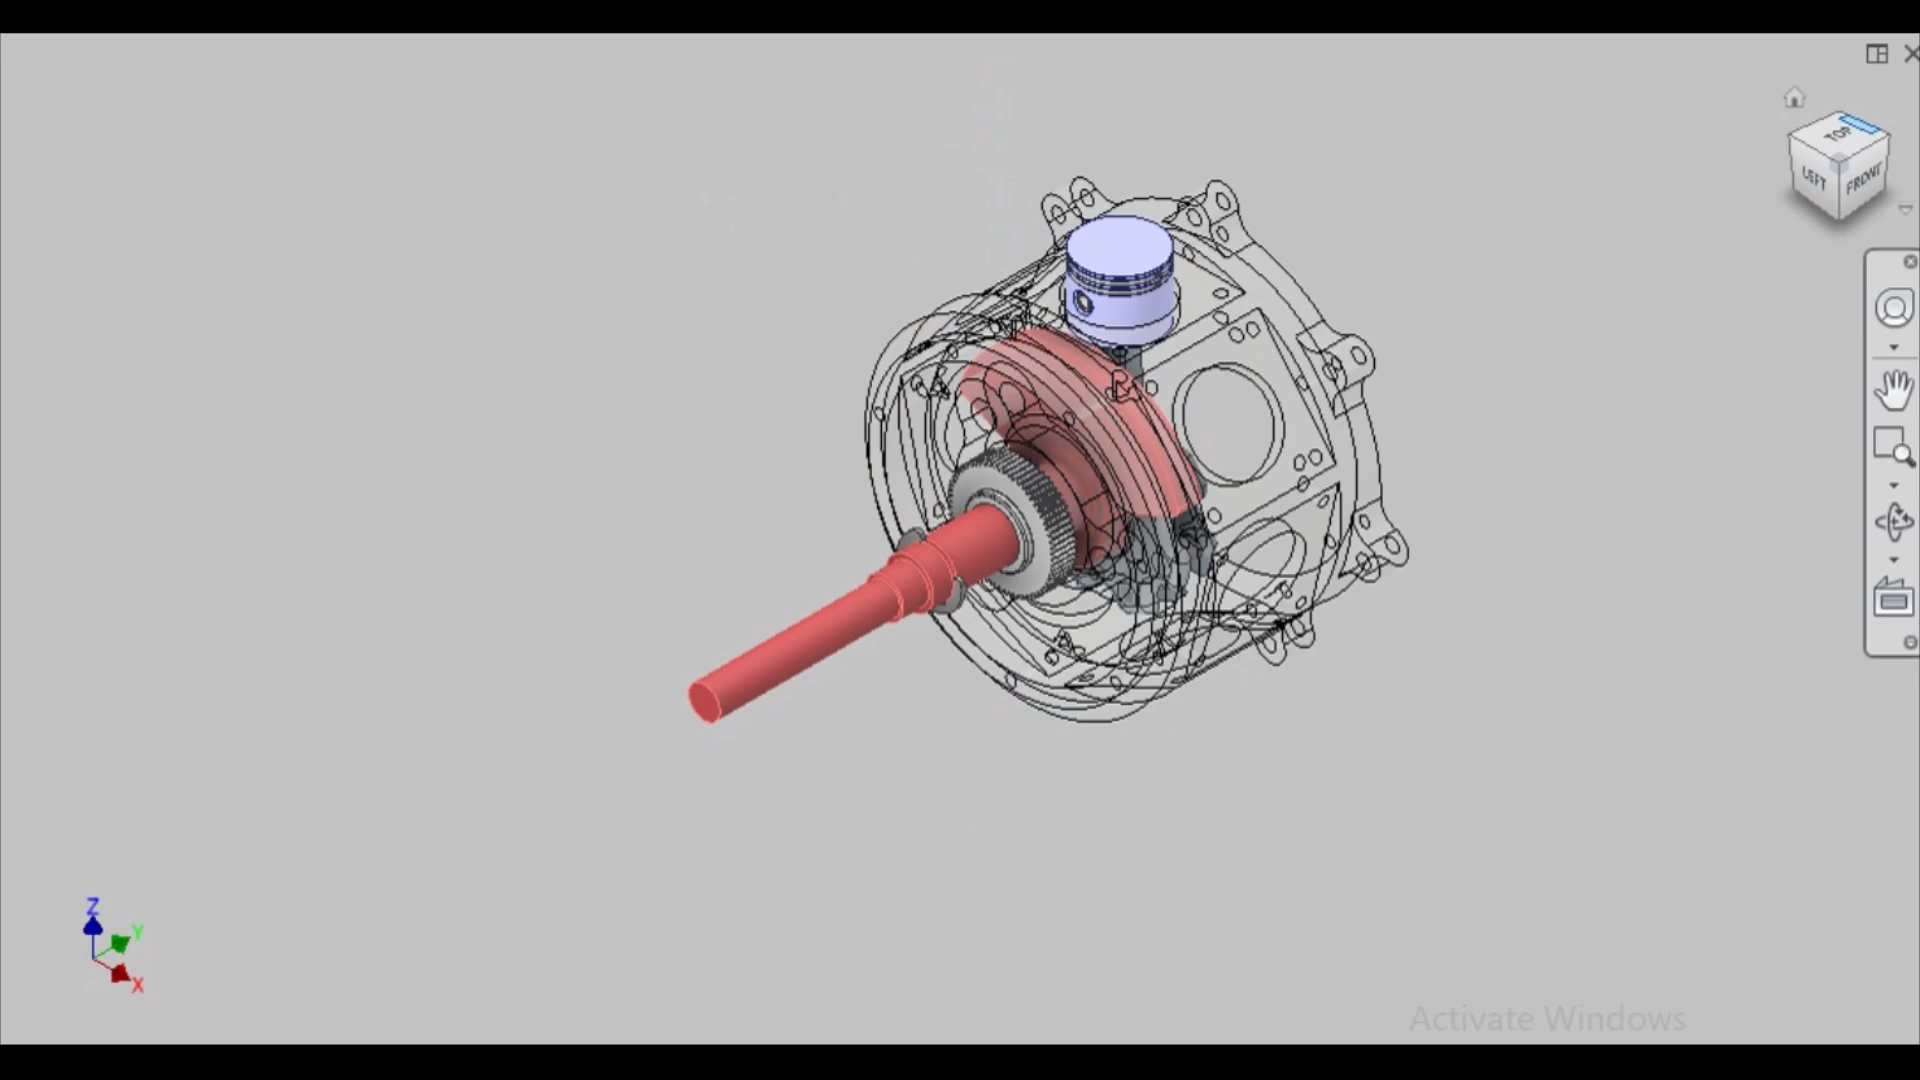 TOP
LEFT
FRONT
Z
Y
X
Activate Windows